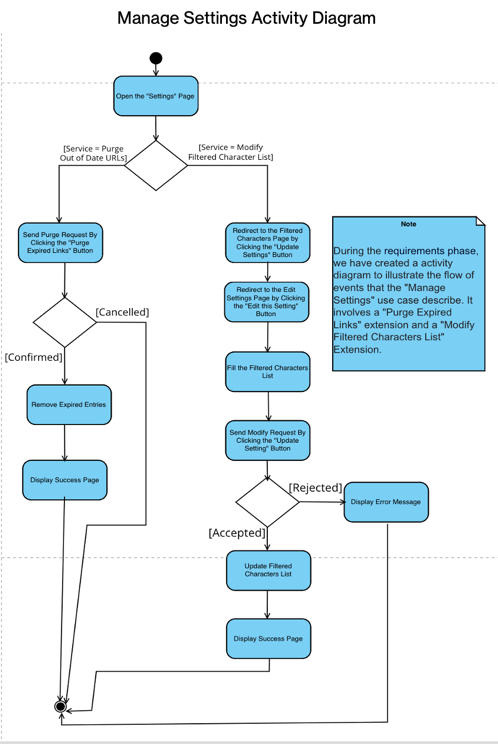 Manage Settings Activity Diagram
Open the "Settings" Page
[Service = Purge
Out of Date URLs]
[Service = Modify
Filtered Character List]
Send Purge Request By
Clicking the "Purge
Expired Links" Button
Redirect to the Filtered
Characters Page by
Clicking the "Update
Settings" Button
Note
During the requirements phase,
we have created a activity
diagram to illustrate the flow of
events that the "Manage
Settings" use case describe. It
involves a "Purge Expired
Links" extension and a "Modify
Filtered Characters List"
Extension.
Redirect to the Edit
Settings Page by Clicking
the "Edit this Setting"
Button
[Cancelled]
[Confirmed]
Fill the Filtered Characters
List
Remove Expired Entries
Send Modify Request By
Clicking the "Update
Setting" Button
Display Success Page
[Rejected]
Display Error Message
[Accepted]
Update Filtered
Characters List
Display Success Page